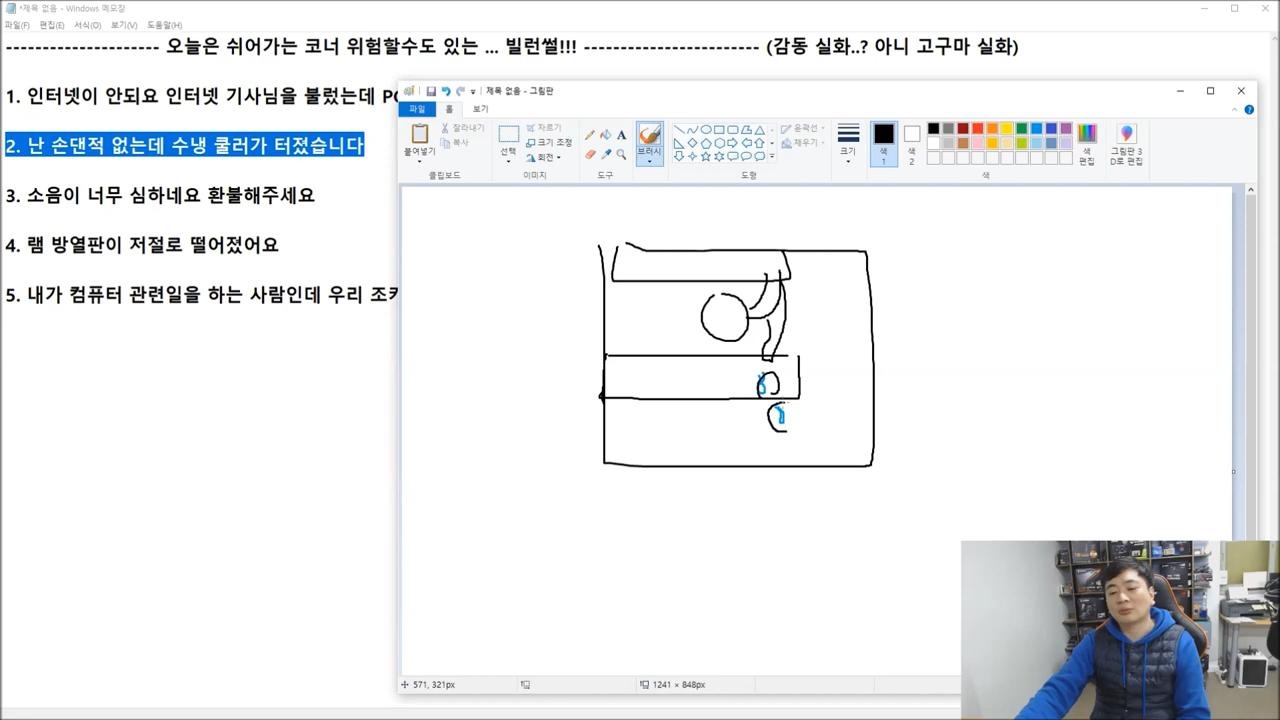 *제목 없음 - Windows 메모장
파일(F) 편집(E) 서식(O) 보기(V) 도움말(H)
--------------------- 오늘은 쉬어가는 코너 위험할수도 있는 ... 빌런썰!!! ------------------------ (감동 실화..? 아니 고구마 실화)
1. 인터넷이 안되요 인터넷 기사님을 불렀는데 PC
2. 난 손댄적 없는데 수냉 쿨러가 터졌습니다
3. 소음이 너무 심하네요 환불해주세요
4. 램 방열판이 저절로 떨어졌어요
5. 내가 컴퓨터 관련일을 하는 사람인데 우리 조카
제목 없음 - 그림판
파일 홈 보기
붙여넣기
잘라내기
복사
클립보드
선택
자르기
크기 조정
회전
이미지
A
도구
브러시
윤곽선
채우기
도형
크기
색 1
색 2
색 편집
색
그림판 3D로 편집
571, 321px
1241 × 848px